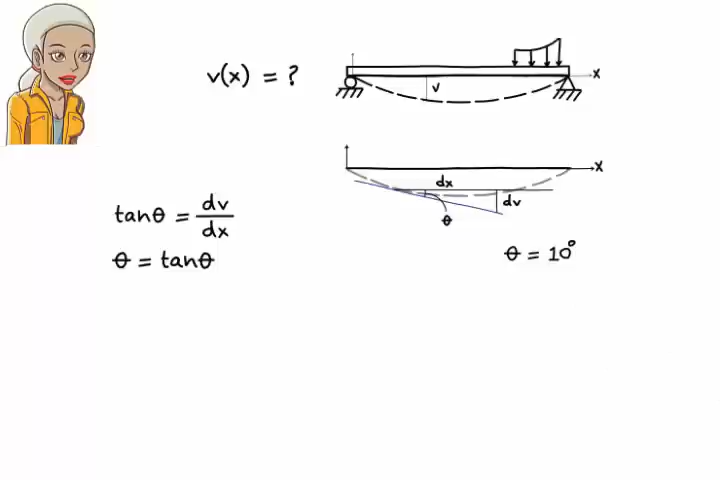 v(x) = ?
x
v
x
dx
dv
θ
tanθ = dv/dx
θ = tanθ
θ = 10°